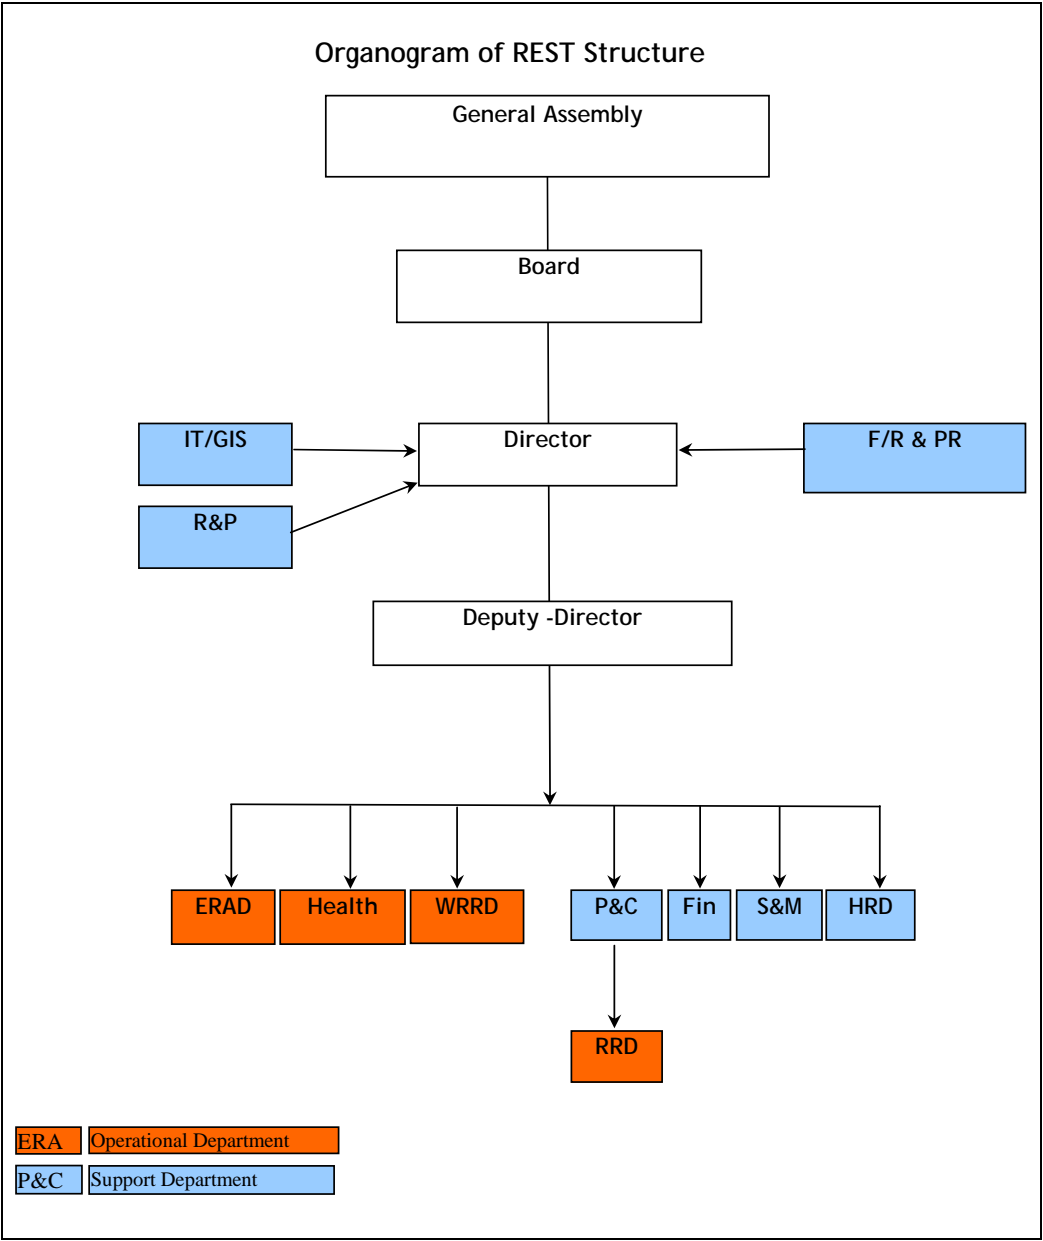 Organogram of REST Structure
General Assembly
Board
IT/GIS
Director
F/R & PR
R&P
Deputy -Director
ERAD
Health
WRRD
P&C
Fin
S&M
HRD
RRD
ERA
Operational Department
P&C
Support Department